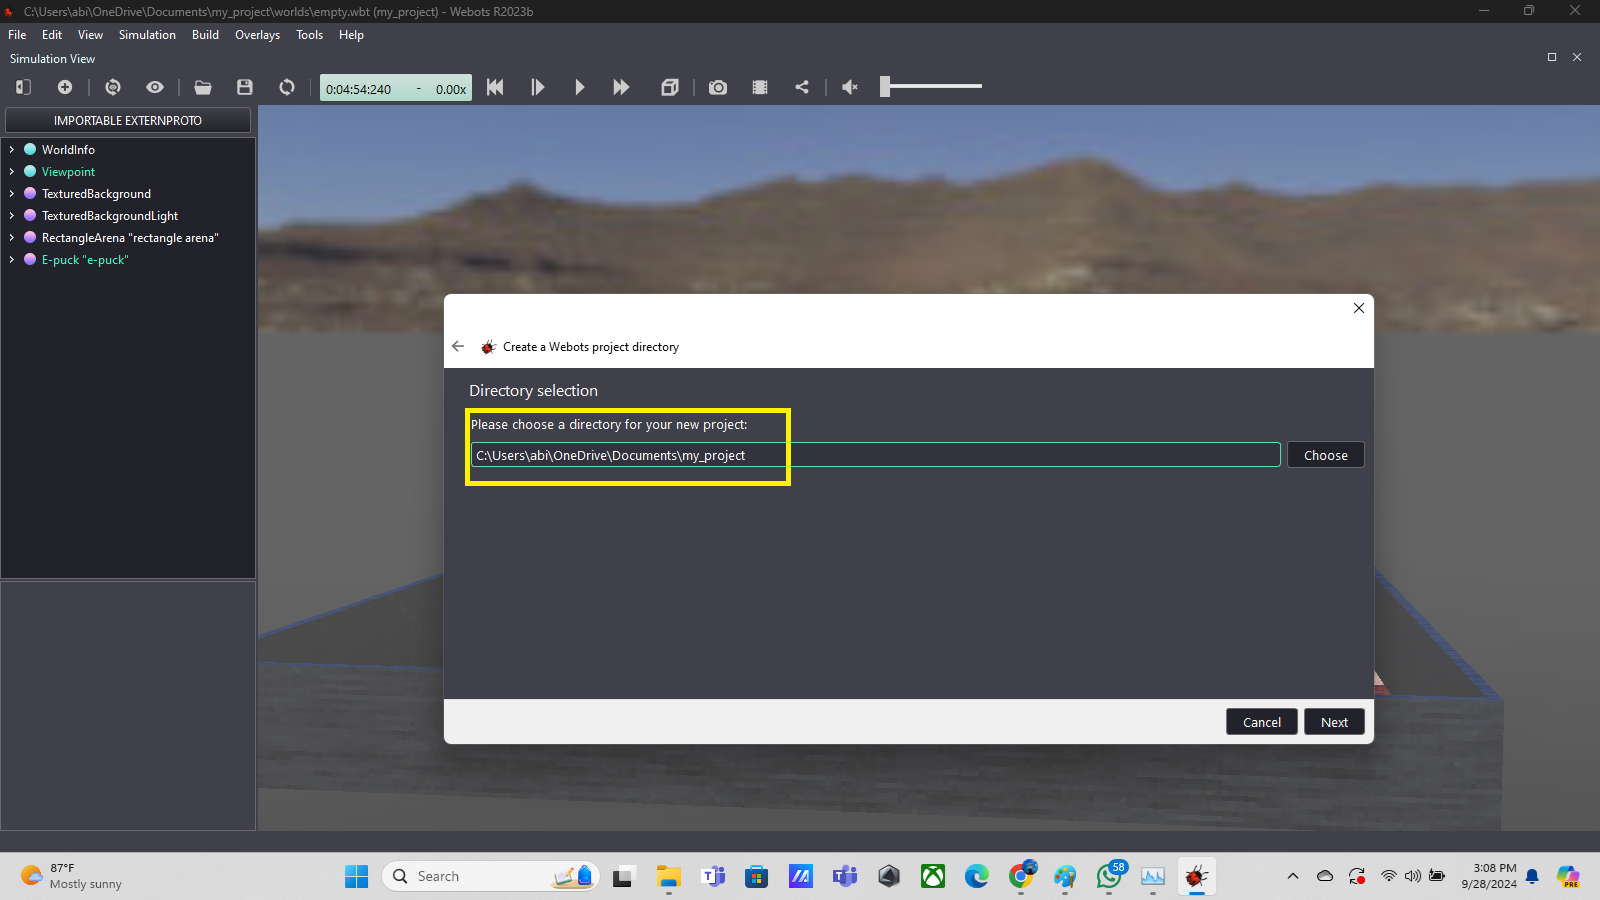 C:\Users\abi\OneDrive\Documents\my_project\worlds\empty.wbt (my_project) - Webots R2023b
File Edit View Simulation Build Overlays Tools Help
Simulation View
0:04:54:240 - 0.00x
IMPORTABLE EXTERNPROTO
WorldInfo
Viewpoint
TexturedBackground
TexturedBackgroundLight
RectangleArena "rectangle arena"
E-puck "e-puck"
Create a Webots project directory
Directory selection
Please choose a directory for your new project:
C:\Users\abi\OneDrive\Documents\my_project
Choose
Cancel Next
87°F
Mostly sunny
Search
58
3:08 PM
9/28/2024
PRE